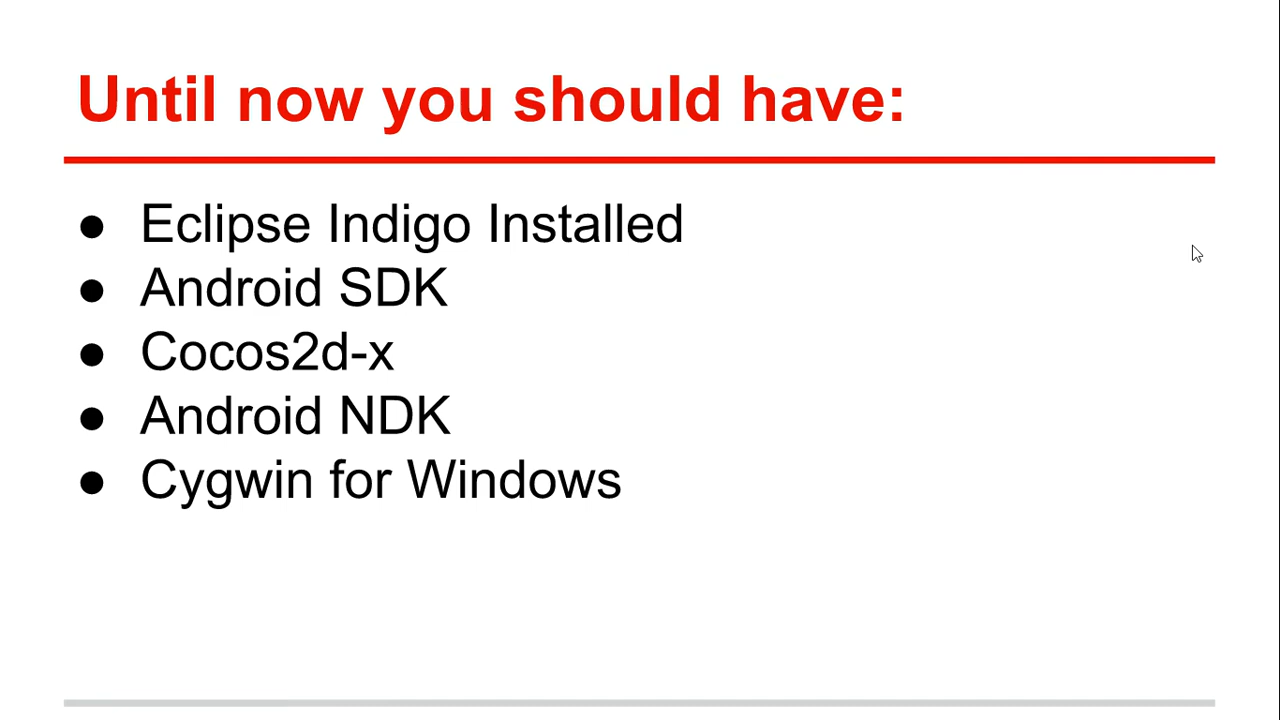 Until now you should have:
● Eclipse Indigo Installed
● Android SDK
● Cocos2d-x
● Android NDK
● Cygwin for Windows